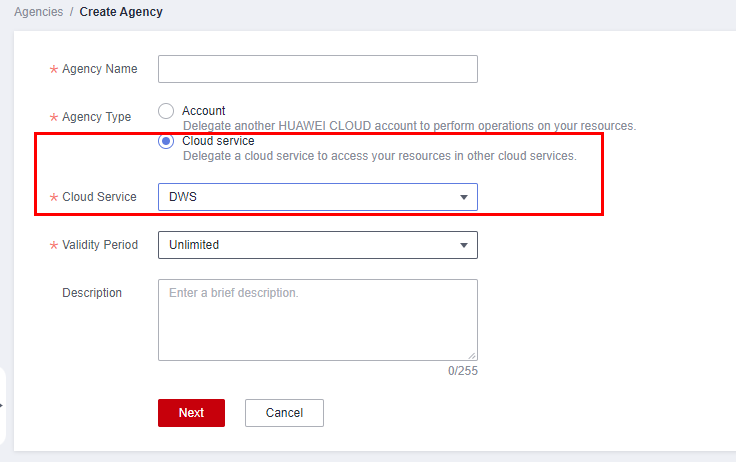 Agencies / Create Agency
* Agency Name
* Agency Type
Account
Delegate another HUAWEI CLOUD account to perform operations on your resources.
Cloud service
Delegate a cloud service to access your resources in other cloud services.
* Cloud Service DWS
* Validity Period Unlimited
Description Enter a brief description.
0/255
Next Cancel